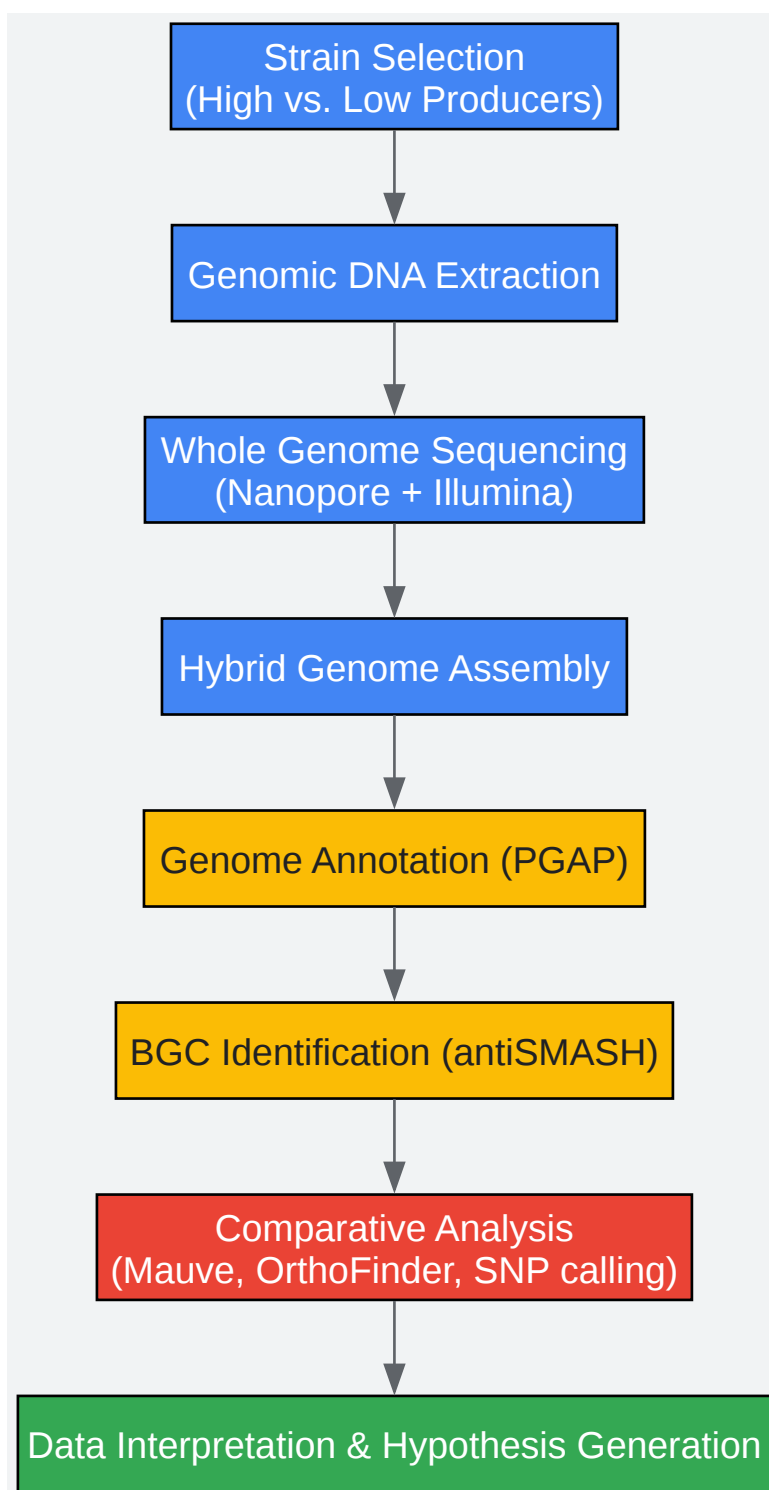 Strain Selection
(High vs. Low Producers)
Genomic DNA Extraction
Whole Genome Sequencing
(Nanopore + Illumina)
Hybrid Genome Assembly
Genome Annotation (PGAP)
BGC Identification (antiSMASH)
Comparative Analysis
(Mauve, OrthoFinder, SNP calling)
Data Interpretation & Hypothesis Generation